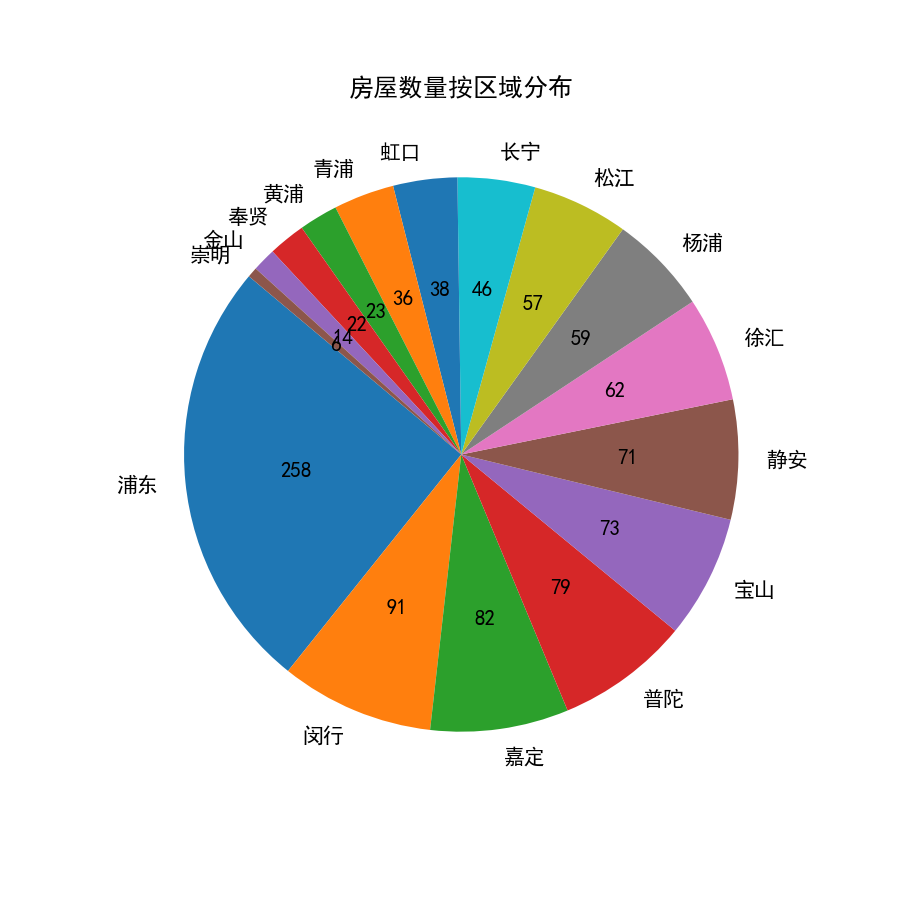 房屋数量按区域分布
虹口
长宁
青浦
松江
黄浦
奉贤
杨浦
金山
崇明
徐汇
静安
宝山
普陀
嘉定
闵行
浦东
38
46
36
57
23
22
14
6
59
62
71
73
79
82
91
258